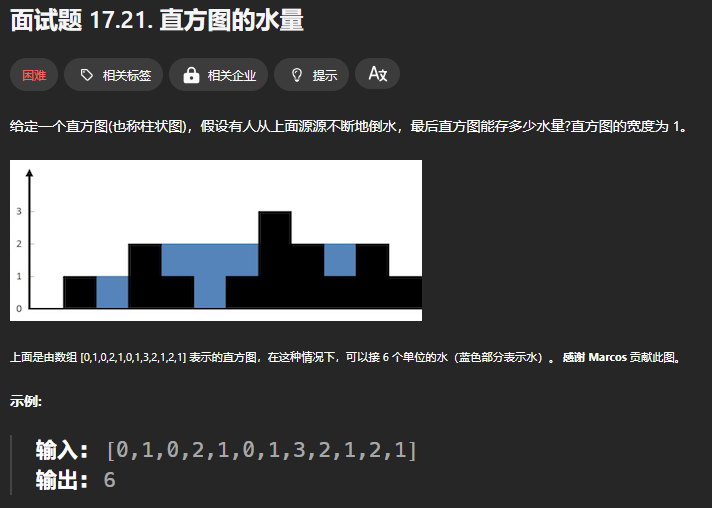 面试题 17.21. 直方图的水量
困难 相关标签 相关企业 提示 A文
给定一个直方图(也称柱状图)，假设有人从上面源源不断地倒水，最后直方图能存多少水量?直方图的宽度为 1。
3
2
1
0
上面是由数组 [0,1,0,2,1,0,1,3,2,1,2,1] 表示的直方图，在这种情况下，可以接 6 个单位的水（蓝色部分表示水）。 感谢 Marcos 贡献此图。
示例:
输入： [0,1,0,2,1,0,1,3,2,1,2,1]
输出： 6